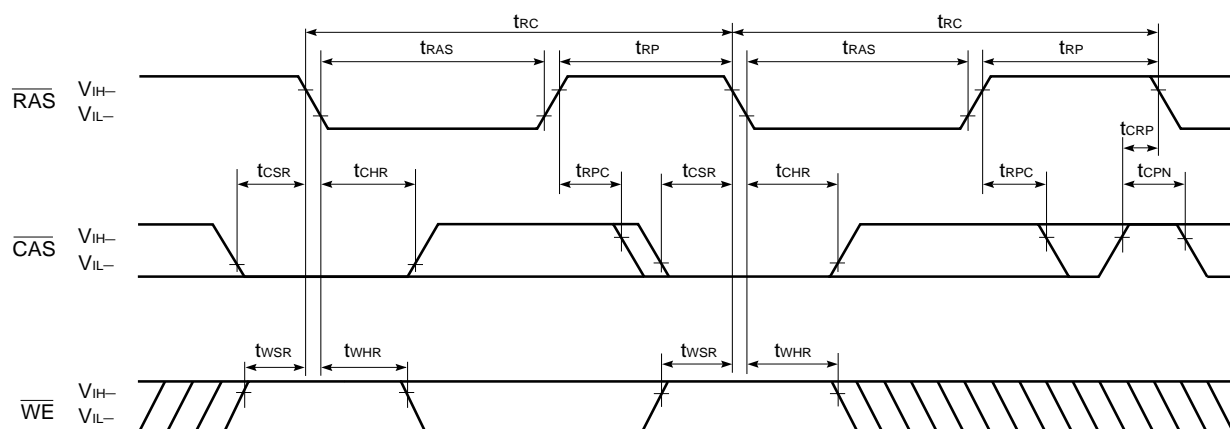 tRC tRC
tRAS tRP tRAS tRP
RAS VIH–
VIL–
tCRP
tCSR tCHR tRPC tCSR tCHR tRPC tCPN
CAS VIH–
VIL–
tWSR tWHR tWSR tWHR
WE VIH–
VIL–